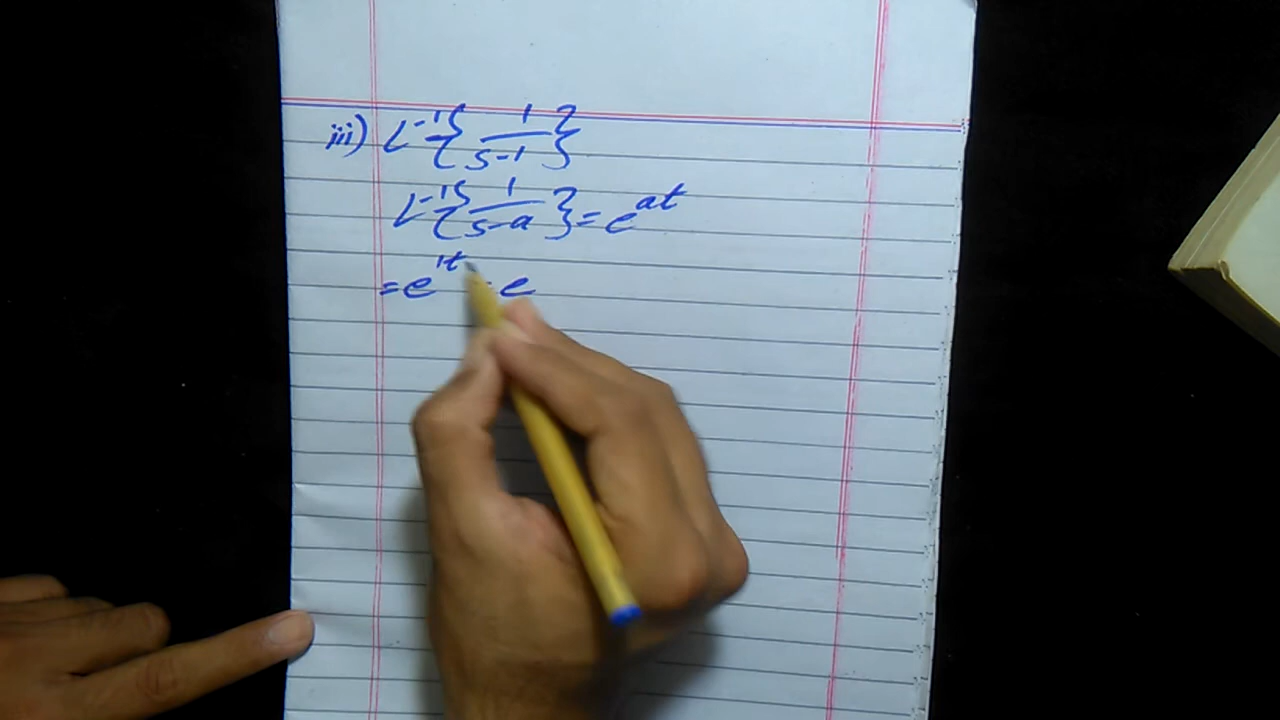 iii) L⁻¹{ 1/(s-1) }
L⁻¹{ 1/(s-a) } = e^at
= e^1t = e